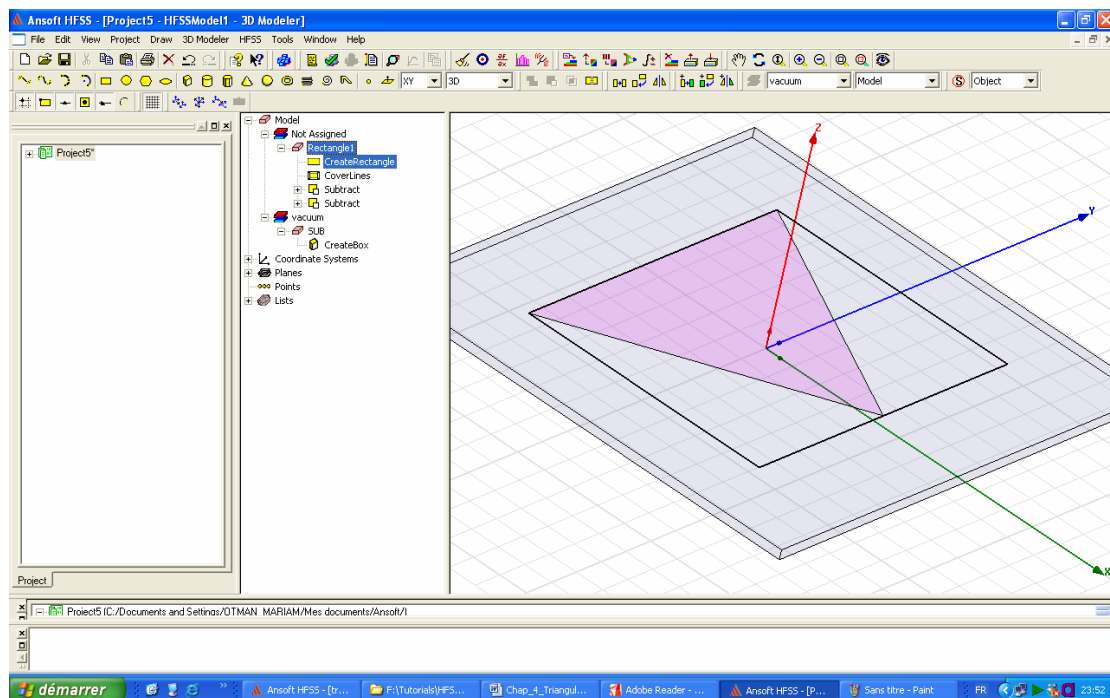 Ansoft HFSS - [Project5 - HFSSModel1 - 3D Modeler]
File Edit View Project Draw 3D Modeler HFSS Tools Window Help
XY 3D vacuum Model Object
Project5*
Model
Not Assigned
Rectangle1
CreateRectangle
CoverLines
Subtract
Subtract
vacuum
SUB
CreateBox
Coordinate Systems
Planes
Points
Lists
Z
Y
X
Project
Project5 (C:/Documents and Settings/OTMAN MARIAM/Mes documents/Ansoft/)
démarrer
Ansoft HFSS - [tr...
F:\Tutorials\HFS...
Chap_4_Triangul...
Adobe Reader - ...
Ansoft HFSS - [P...
Sans titre - Paint
FR
23:52